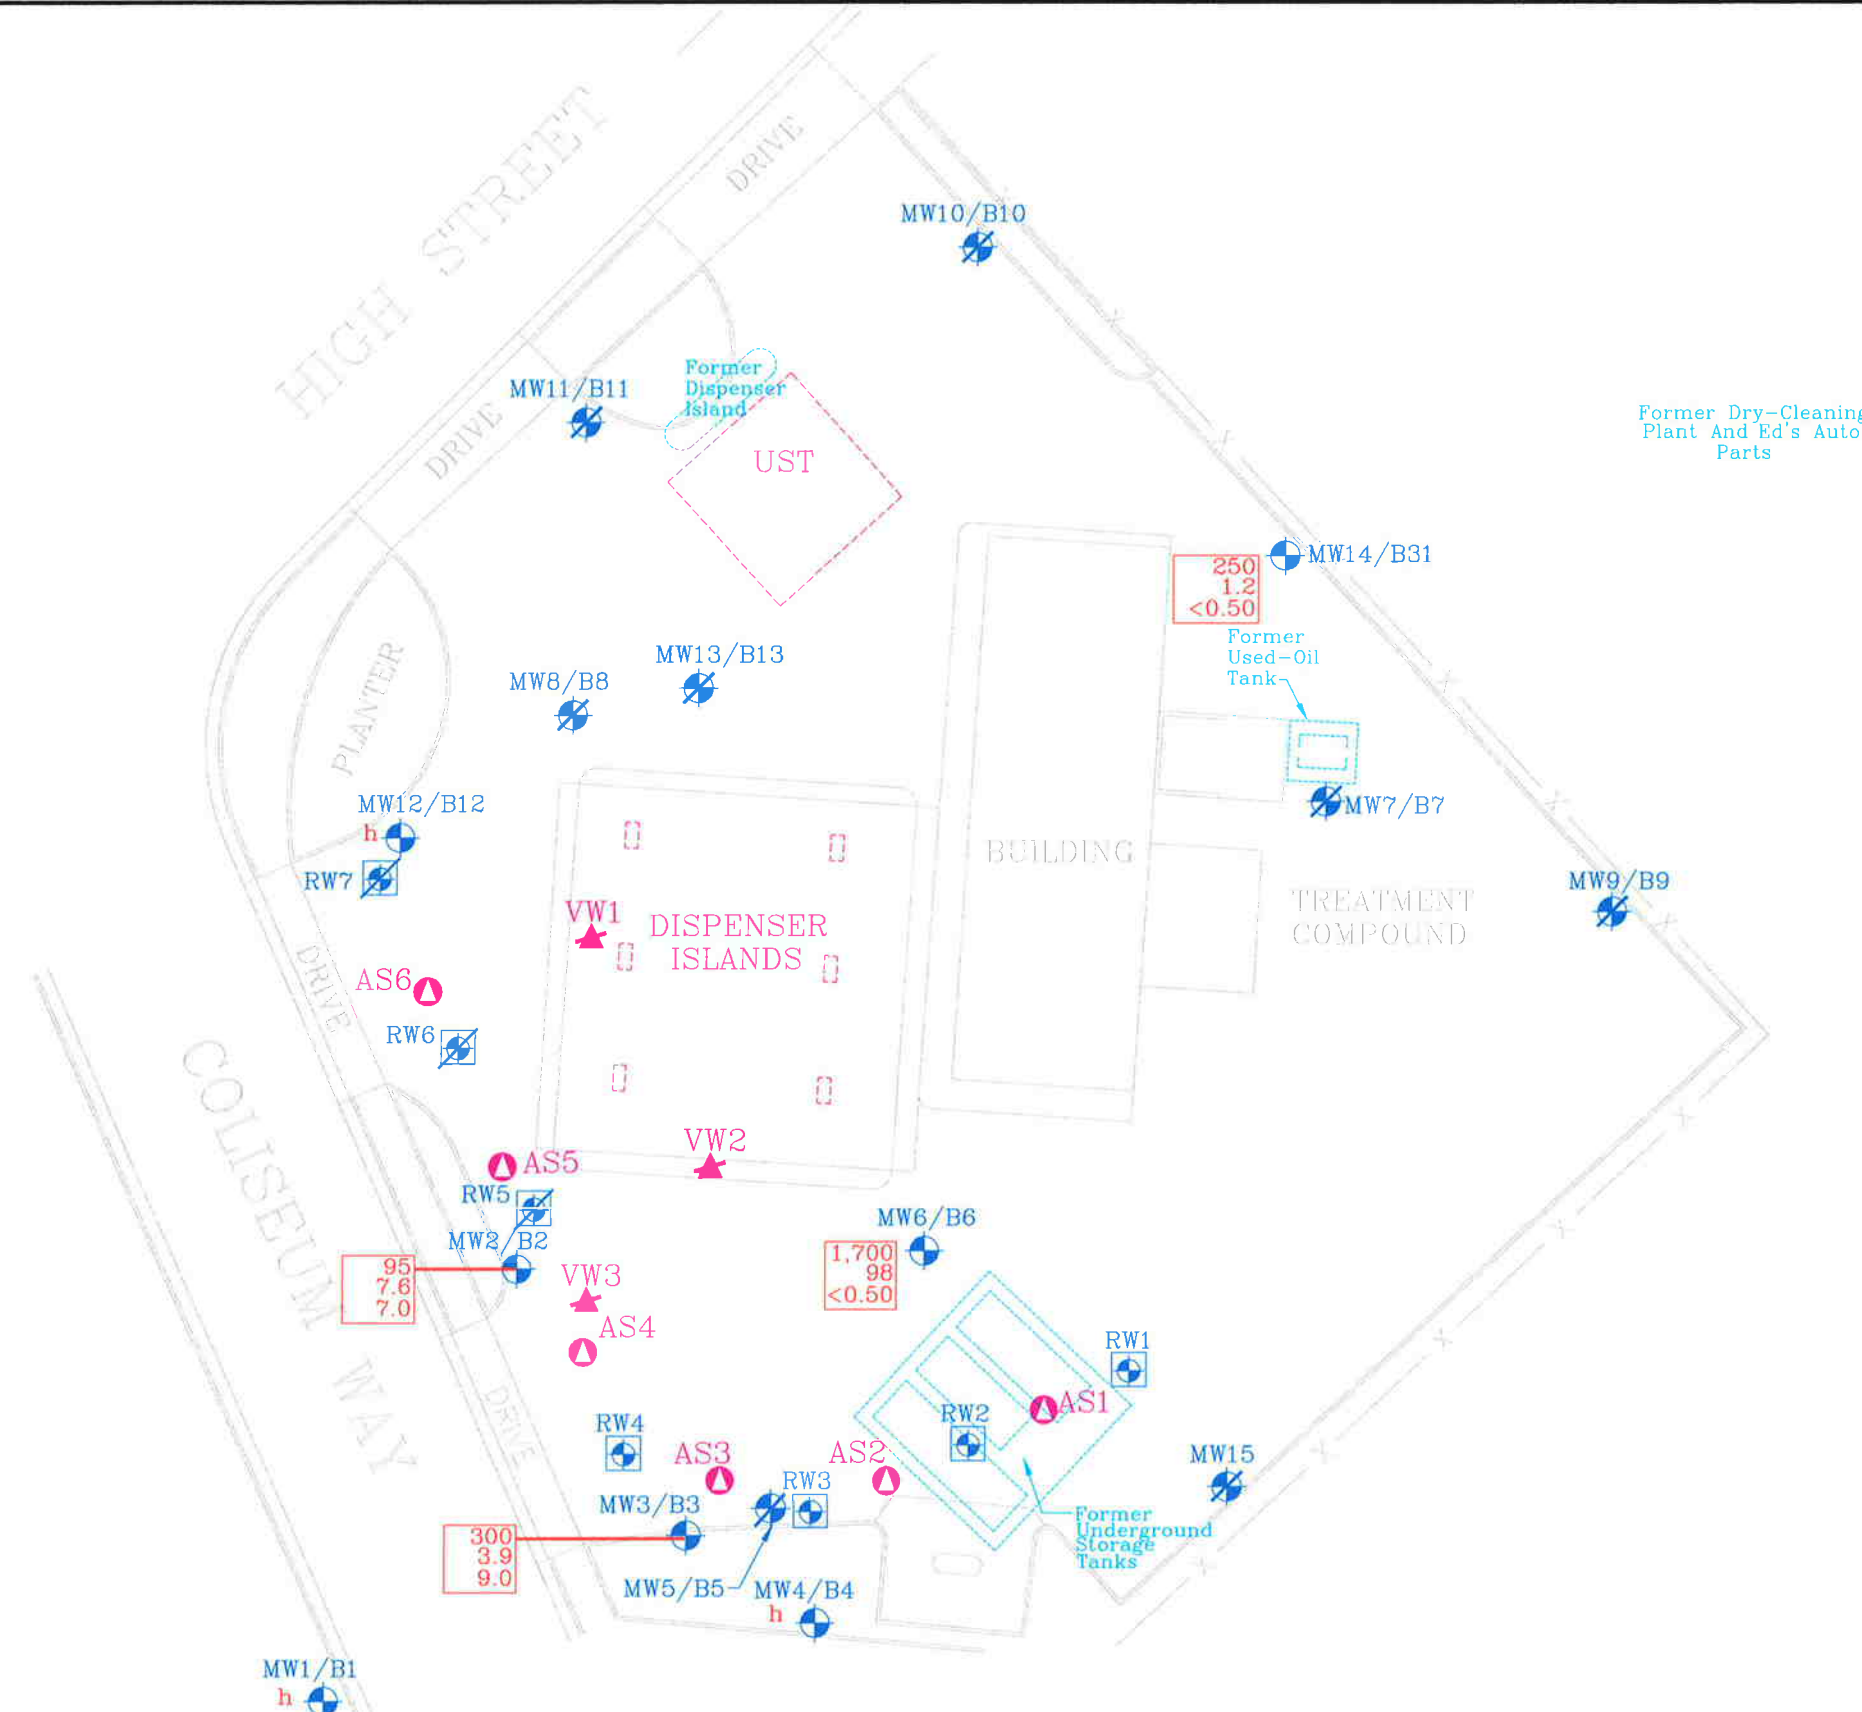 HIGH STREET
DRIVE
MW10/B10
Former
Dispenser
Island
MW11/B11
DRIVE
UST
Former Dry-Cleaning
Plant And Ed's Auto
Parts
MW14/B31
250
1.2
<0.50
Former
Used-Oil
Tank
PLANTER
MW13/B13
MW8/B8
MW12/B12
h
MW7/B7
BUILDING
RW7
MW9/B9
TREATMENT
COMPOUND
VW1
DISPENSER
ISLANDS
DRIVE
AS6
RW6
COLISEUM WAY
VW2
AS5
RW5
MW6/B6
MW2/B2
1,700
98
<0.50
95
7.6
7.0
VW3
AS4
RW1
AS1
DRIVE
RW4
RW2
AS3
AS2
MW15
RW3
MW3/B3
Former
Underground
Storage
Tanks
300
3.9
9.0
MW5/B5
MW4/B4
h
MW1/B1
h